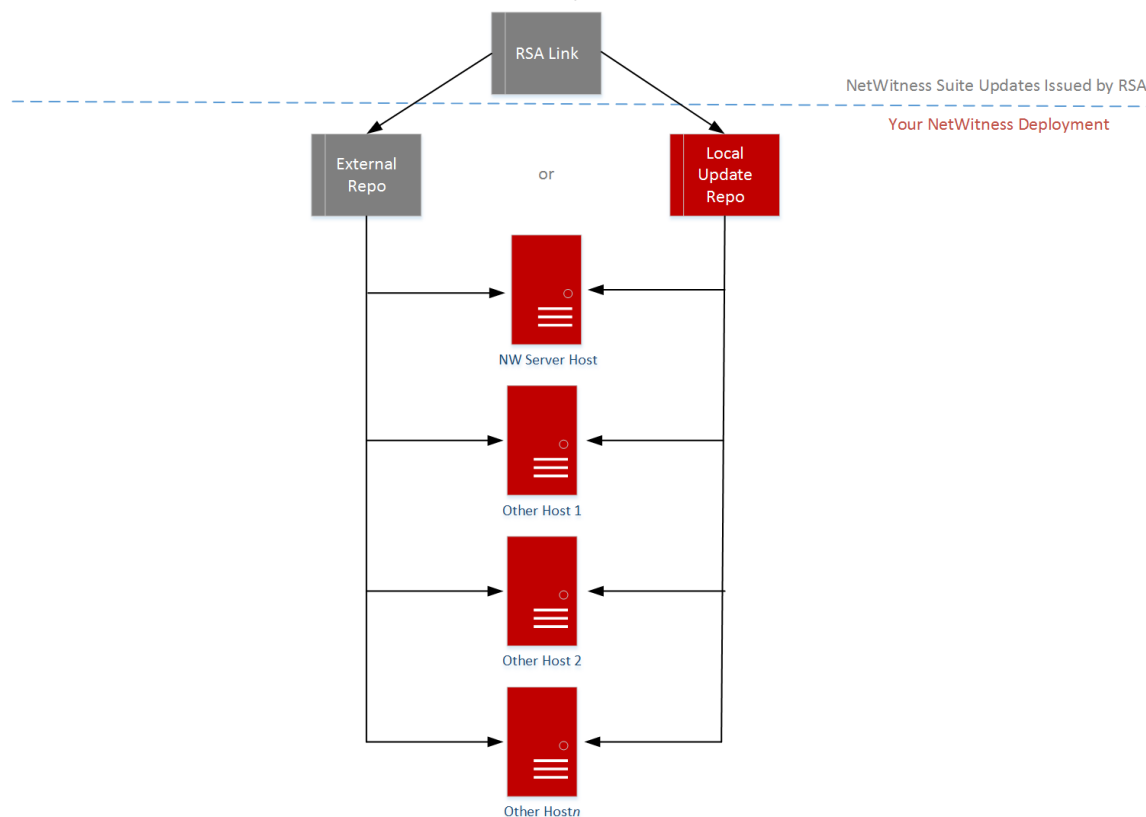 RSA Link
NetWitness Suite Updates Issued by RSA
Your NetWitness Deployment
External
Repo
or
Local
Update
Repo
NW Server Host
Other Host 1
Other Host 2
Other Hostn